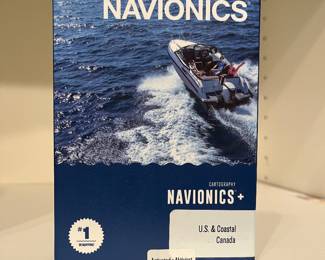 NAVIONICS
CARTOGRAPHY
NAVIONICS+
#1
U.S. & Coastal
Canada